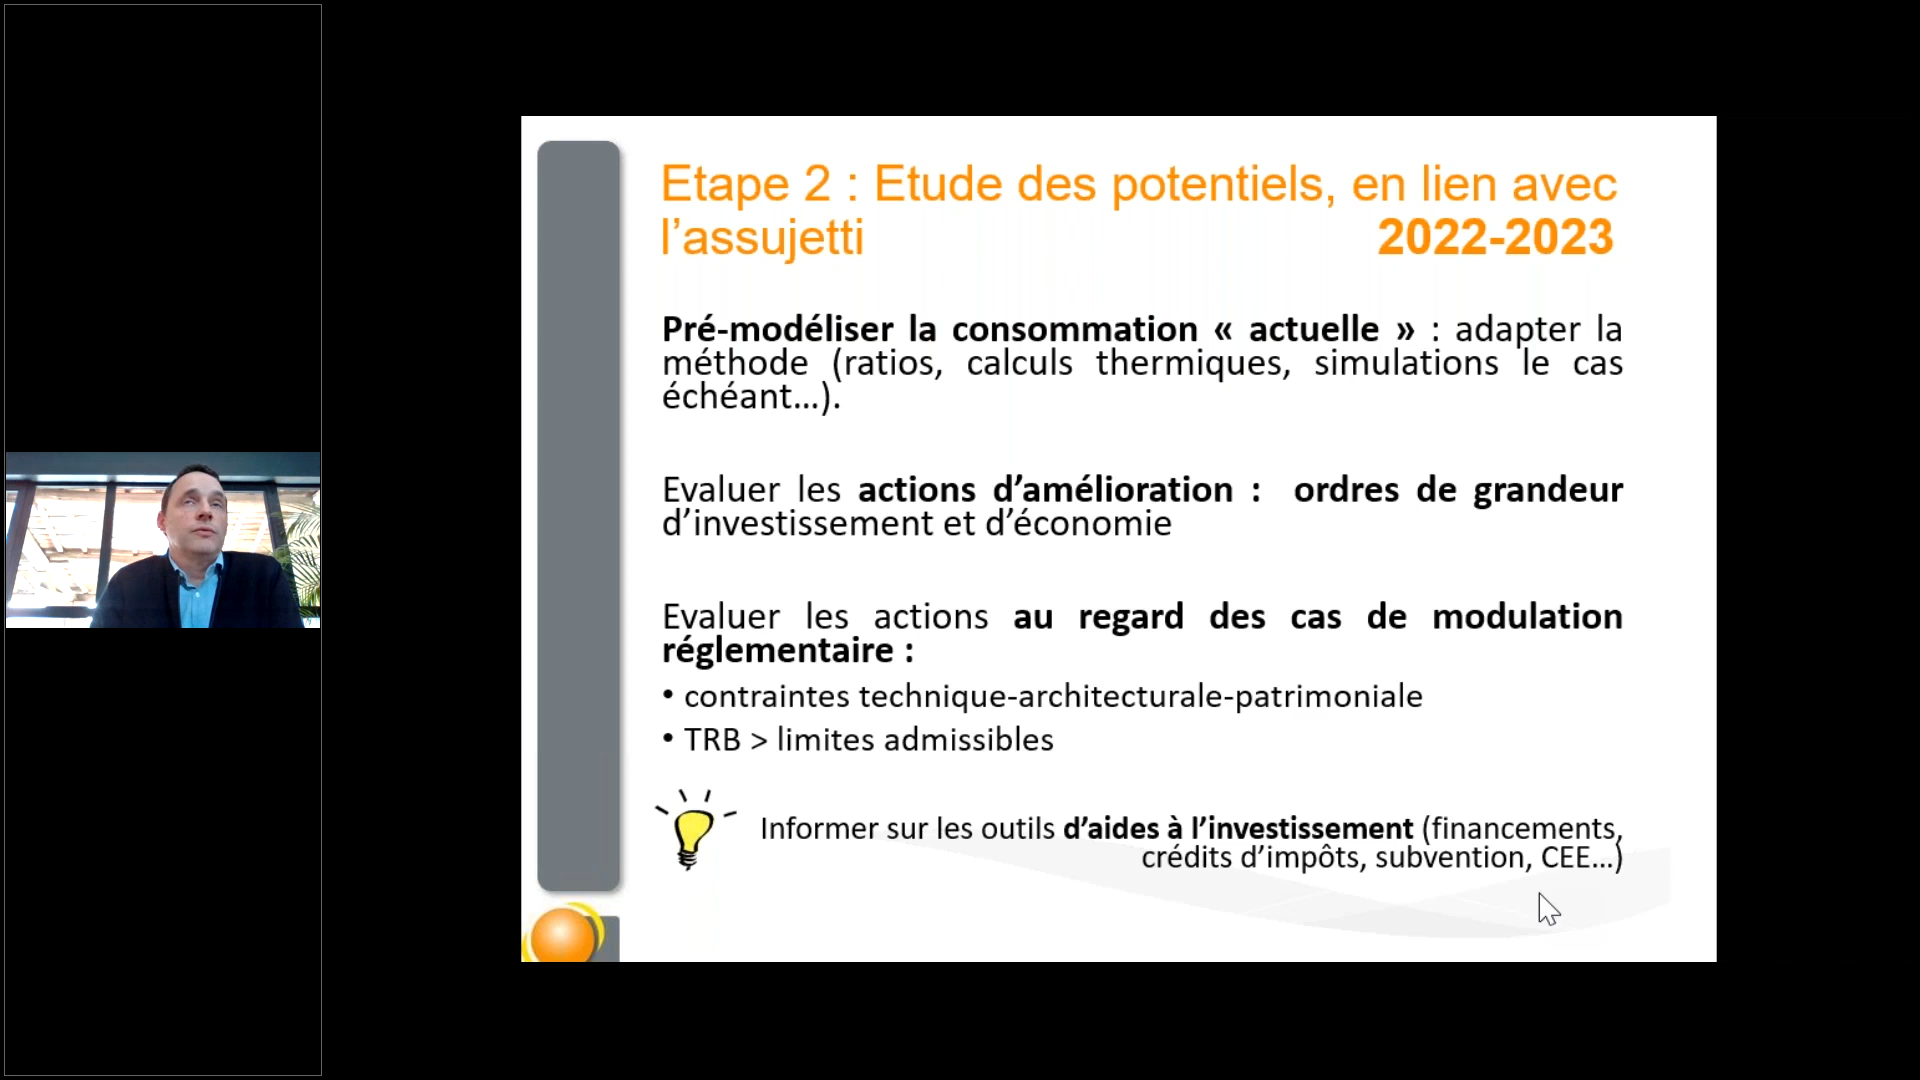 Etape 2 : Etude des potentiels, en lien avec
l’assujetti 2022-2023
Pré-modéliser la consommation « actuelle » : adapter la
méthode (ratios, calculs thermiques, simulations le cas
échéant…).
Evaluer les actions d’amélioration : ordres de grandeur
d’investissement et d’économie
Evaluer les actions au regard des cas de modulation
réglementaire :
• contraintes technique-architecturale-patrimoniale
• TRB > limites admissibles
Informer sur les outils d’aides à l’investissement (financements,
crédits d’impôts, subvention, CEE…)